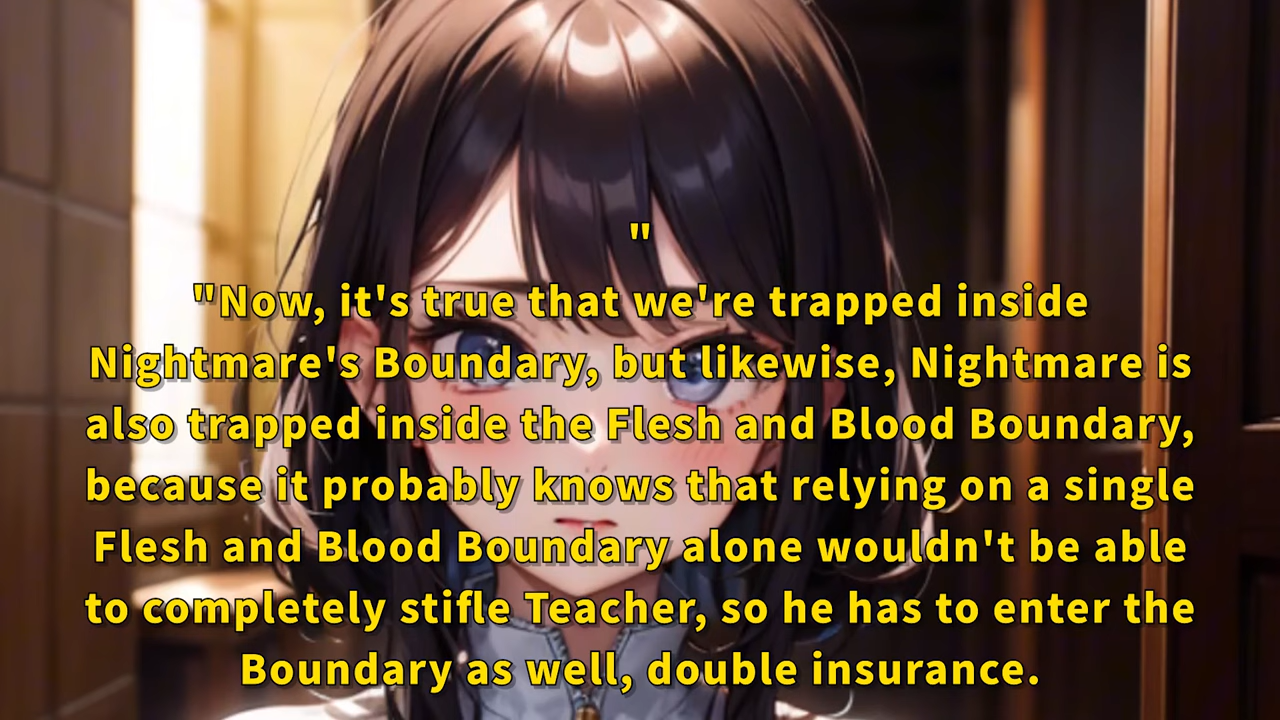 "
"Now, it's true that we're trapped inside
Nightmare's Boundary, but likewise, Nightmare is
also trapped inside the Flesh and Blood Boundary,
because it probably knows that relying on a single
Flesh and Blood Boundary alone wouldn't be able
to completely stifle Teacher, so he has to enter the
Boundary as well, double insurance.